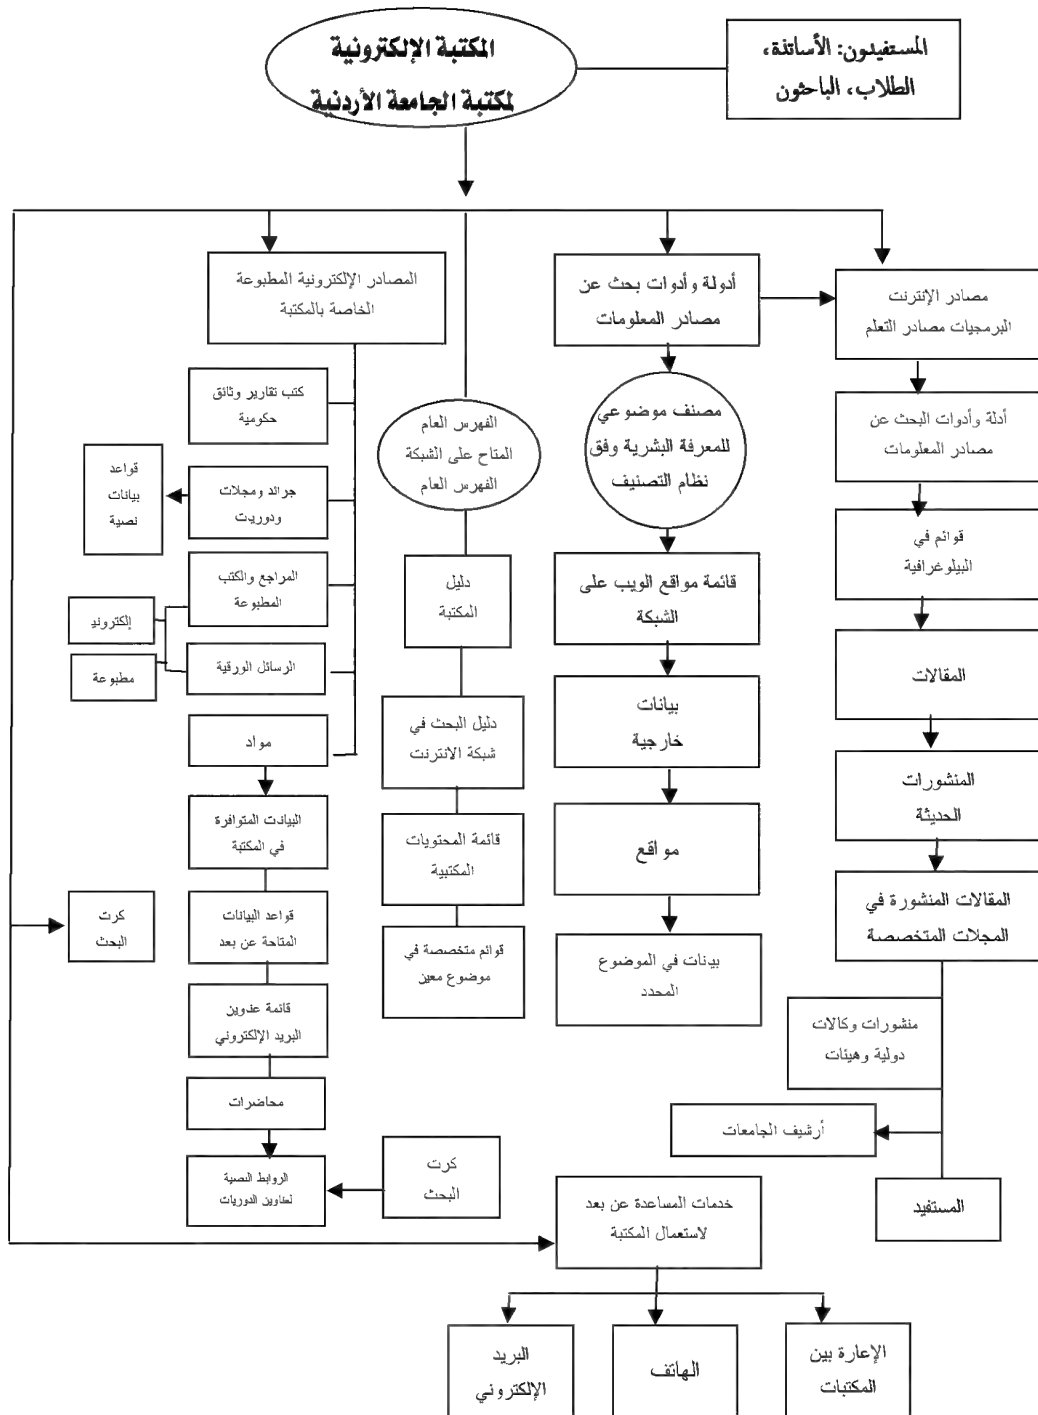 المكتبة الإلكترونية
لمكتبة الجامعة الأردنية
المستفيدون: الأساتذة،
الطلاب، الباحثون
مصادر الإنترنت
البرمجيات مصادر التعلم
أدلة وأدوات البحث عن
مصادر المعلومات
قوائم في
البيلوغرافية
المقالات
المنشورات
الحديثة
المقالات المنشورة في
المجلات المتخصصة
منشورات وكالات
دولية وهيئات
أرشيف الجامعات
المستفيد
أدولة وأدوات بحث عن
مصادر المعلومات
مصنف موضوعي
للمعرفة البشرية وفق
نظام التصنيف
قائمة مواقع الويب على
الشبكة
بيانات
خارجية
مواقع
بيانات في الموضوع
المحدد
الفهرس العام
المتاح على الشبكة
الفهرس العام
دليل
المكتبة
دليل البحث في
شبكة الانترنت
قائمة المحتويات
المكتبية
قوائم متخصصة في
موضوع معين
المصادر الإلكترونية المطبوعة
الخاصة بالمكتبة
كتب تقارير وثائق
حكومية
جرائد ومجلات
ودوريات
قواعد
بيانات
نصية
المراجع والكتب
المطبوعة
إلكترونيـ
الرسائل الورقية
مطبوعة
مواد
البيانات المتوافرة
في المكتبة
قواعد البيانات
المتاحة عن بعد
كرت
البحث
قائمة عناوين
البريد الإلكتروني
محاضرات
الروابط النصية
لعناوين الدوريات
كرت
البحث
خدمات المساعدة عن بعد
لاستعمال المكتبة
الإعارة بين
المكتبات
الهاتف
البريد
الإلكتروني